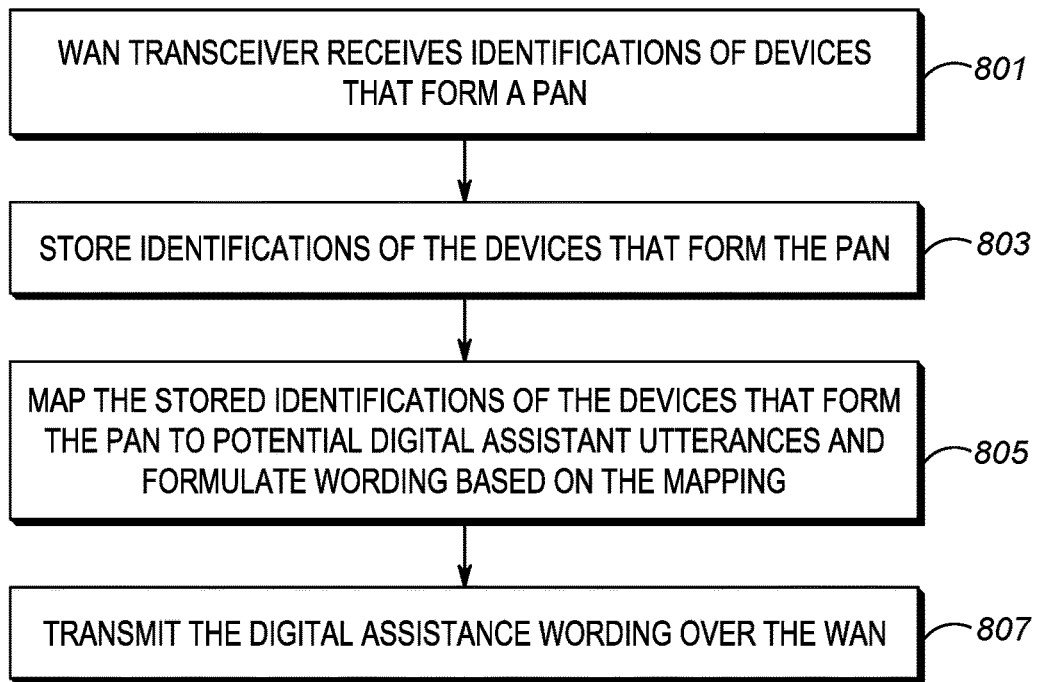 WAN TRANSCEIVER RECEIVES IDENTIFICATIONS OF DEVICES
THAT FORM A PAN
801
STORE IDENTIFICATIONS OF THE DEVICES THAT FORM THE PAN
803
MAP THE STORED IDENTIFICATIONS OF THE DEVICES THAT FORM
THE PAN TO POTENTIAL DIGITAL ASSISTANT UTTERANCES AND
FORMULATE WORDING BASED ON THE MAPPING
805
TRANSMIT THE DIGITAL ASSISTANCE WORDING OVER THE WAN
807